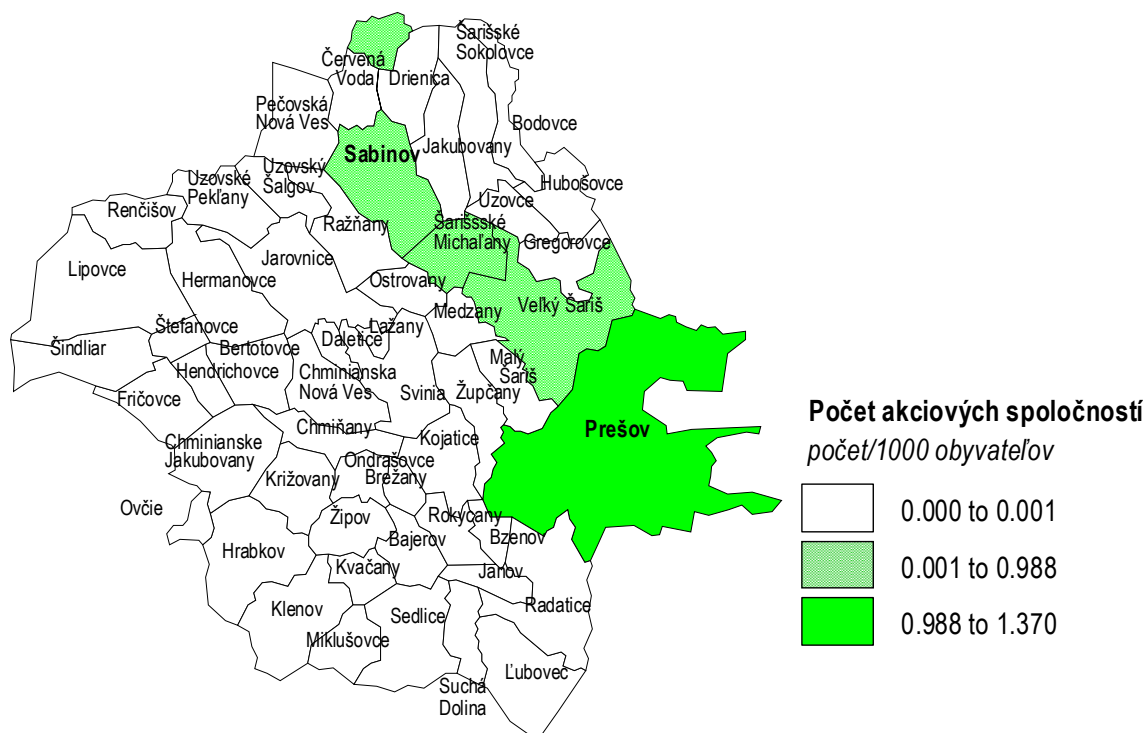 Šarišské
Sokolovce
Červená
Voda
Drienica
Pečovská
Nová Ves
Bodovce
Sabinov
Jakubovany
Uzovský
Šalgov
Hubošovce
Uzovské
Pekľany
Uzovce
Renčišov
Ražňany
Šarišsské
Michaľany
Gregorovce
Jarovnice
Lipovce
Hermanovce
Ostrovany
Medzany
Veľký Šariš
Štefanovce
Lažany
Daletice
Šindliar
Bertotovce
Hendrichovce
Chminianska
Nová Ves
Malý
Šariš
Svinia
Župčany
Fričovce
Chmiňany
Kojatice
Prešov
Chminianske
Jakubovany
Ondrašovce
Brežany
Križovany
Ovčie
Žipov
Rokycany
Bzenov
Hrabkov
Bajerov
Kvačany
Janov
Radatice
Klenov
Sedlice
Miklušovce
Ľuboveč
Suchá
Dolina
Počet akciových spoločností
počet/1000 obyvateľov
0.000 to 0.001
0.001 to 0.988
0.988 to 1.370